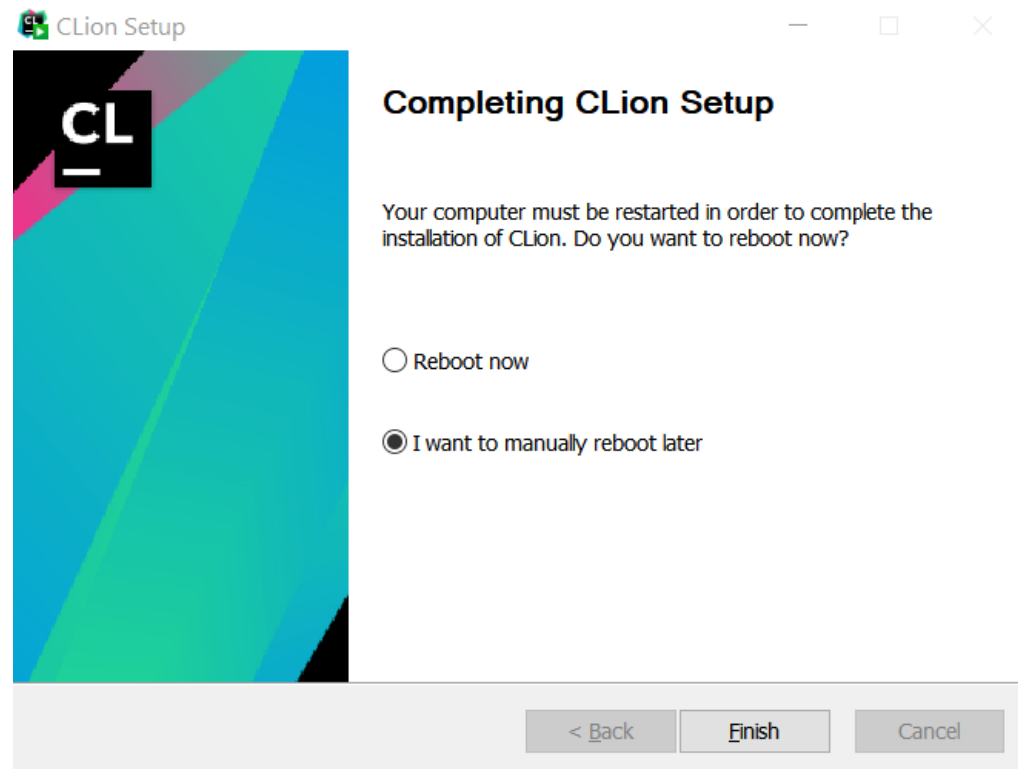 CLion Setup
CL
Completing CLion Setup
Your computer must be restarted in order to complete the
installation of CLion. Do you want to reboot now?
Reboot now
I want to manually reboot later
< Back
Finish
Cancel